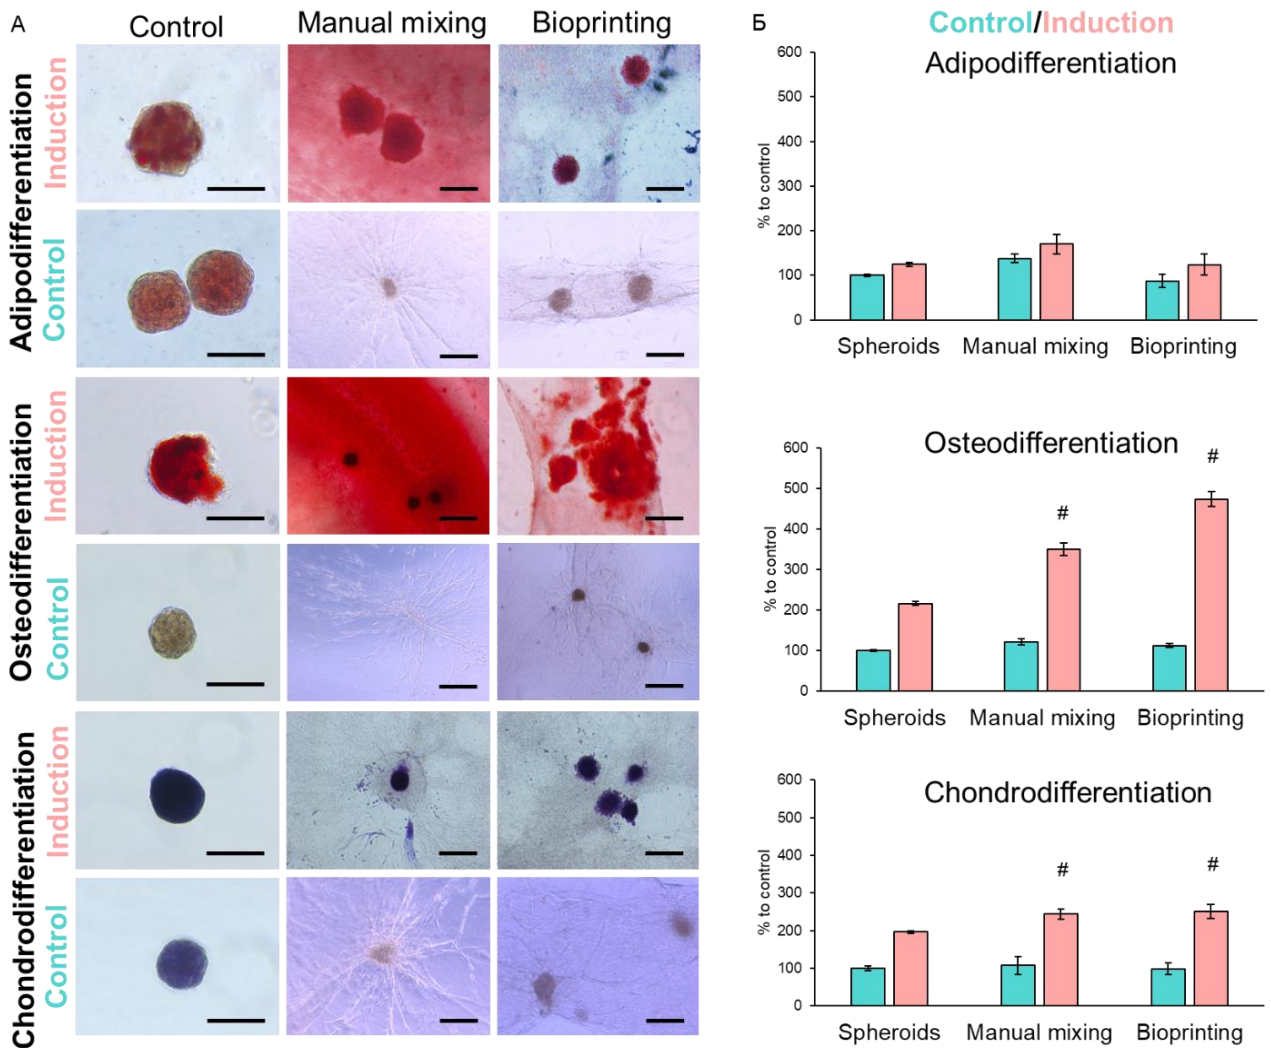 А
Control
Manual mixing
Bioprinting
Adipodifferentiation
Induction
Control
Osteodifferentiation
Induction
Control
Chondrodifferentiation
Induction
Control
Б
Control/Induction
Adipodifferentiation
% to control
600
500
400
300
200
100
0
Spheroids
Manual mixing
Bioprinting
Osteodifferentiation
% to control
600
500
400
300
200
100
0
#
#
Spheroids
Manual mixing
Bioprinting
Chondrodifferentiation
% to control
600
500
400
300
200
100
0
#
#
Spheroids
Manual mixing
Bioprinting